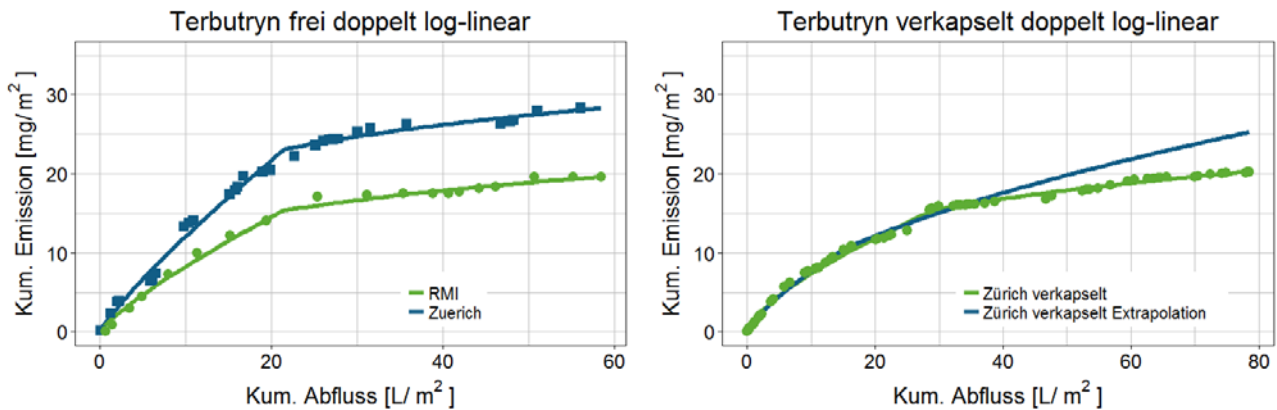 Terbutryn frei doppelt log-linear
Kum. Emission [mg/m²]
30
20
10
0
RMI
Zuerich
0 20 40 60
Kum. Abfluss [L/ m² ]
Terbutryn verkapselt doppelt log-linear
Kum. Emission [mg/m²]
30
20
10
0
Zürich verkapselt
Zürich verkapselt Extrapolation
0 20 40 60 80
Kum. Abfluss [L/ m² ]